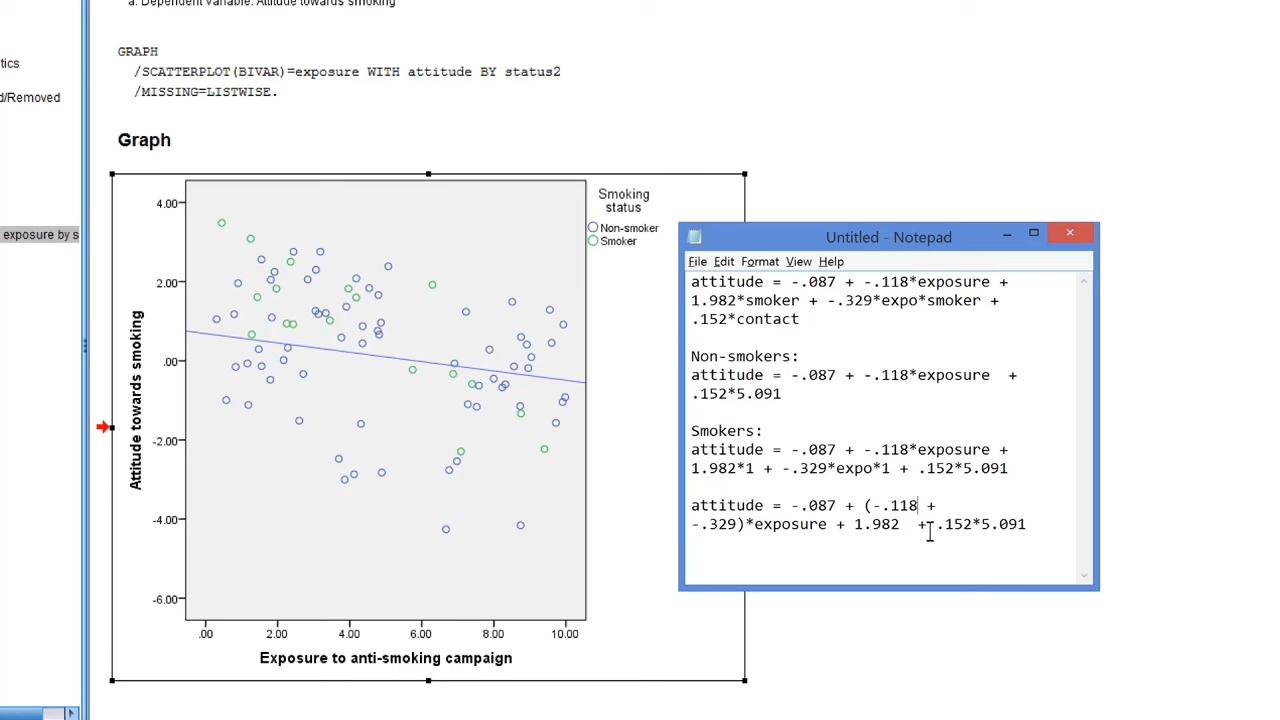 a. Dependent Variable: Attitude towards smoking
tics
GRAPH
/SCATTERPLOT(BIVAR)=exposure WITH attitude BY status2
/MISSING=LISTWISE.
d/Removed
Graph
exposure by s
4.00
2.00
.00
-2.00
-4.00
-6.00
.00 2.00 4.00 6.00 8.00 10.00
Attitude towards smoking
Exposure to anti-smoking campaign
Smoking
status
Non-smoker
Smoker
Untitled - Notepad
File Edit Format View Help
attitude = -.087 + -.118*exposure +
1.982*smoker + -.329*expo*smoker +
.152*contact
Non-smokers:
attitude = -.087 + -.118*exposure +
.152*5.091
Smokers:
attitude = -.087 + -.118*exposure +
1.982*1 + -.329*expo*1 + .152*5.091
attitude = -.087 + (-.118 +
-.329)*exposure + 1.982 + .152*5.091